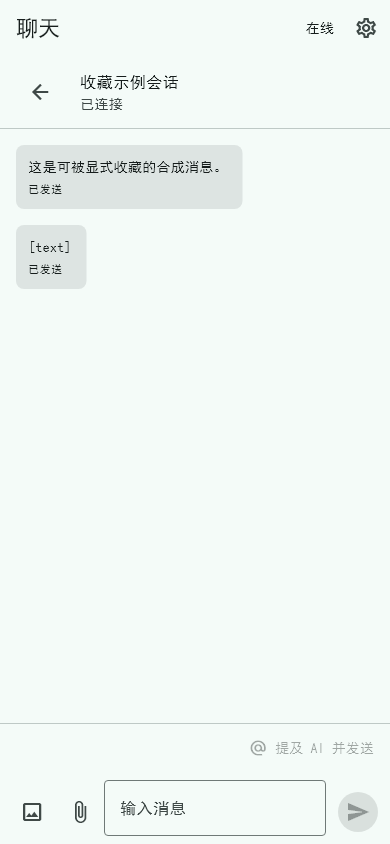 聊天
在线
收藏示例会话
已连接
这是可被显式收藏的合成消息。
已发送
[text]
已发送
提及 AI 并发送
输入消息